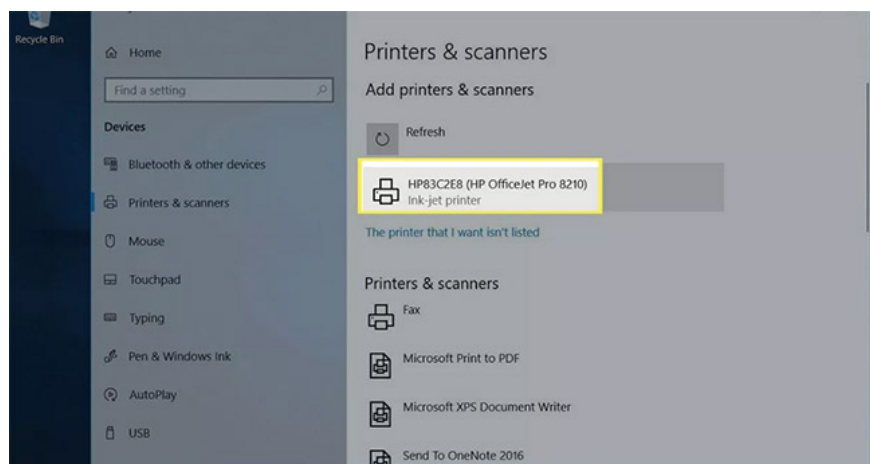 Recycle Bin
Home
Find a setting
Devices
Bluetooth & other devices
Printers & scanners
Mouse
Touchpad
Typing
Pen & Windows Ink
AutoPlay
USB
Printers & scanners
Add printers & scanners
Refresh
HP83C2E8 (HP OfficeJet Pro 8210)
Ink-jet printer
The printer that I want isn't listed
Printers & scanners
Fax
Microsoft Print to PDF
Microsoft XPS Document Writer
Send To OneNote 2016